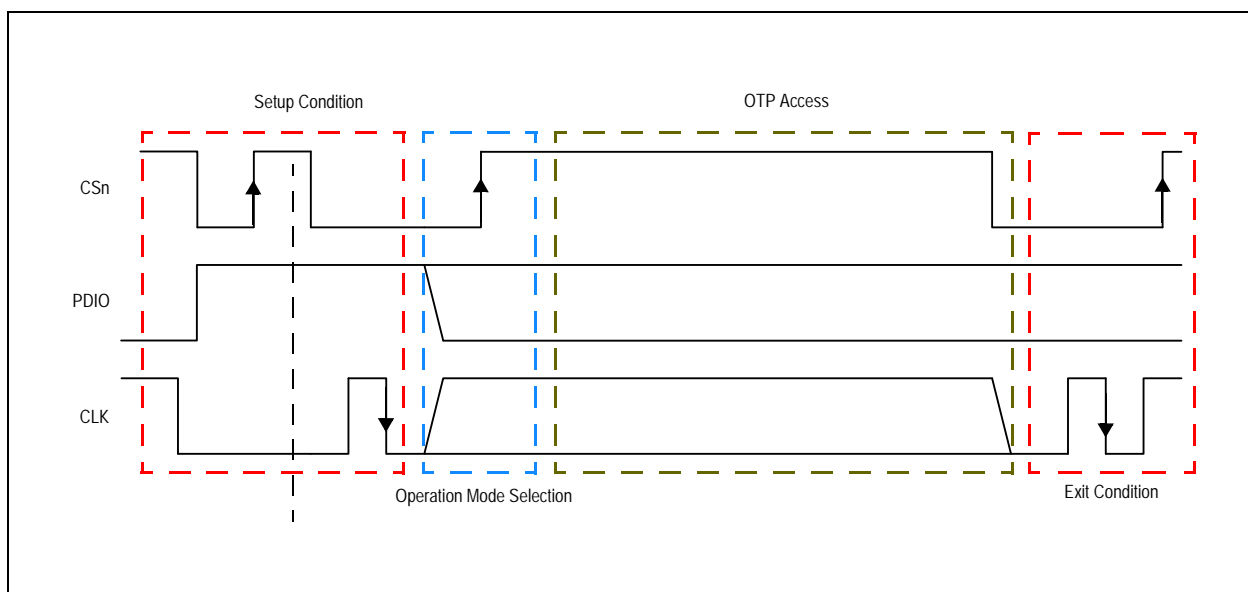 Setup Condition
OTP Access
CSn
PDIO
CLK
Operation Mode Selection
Exit Condition